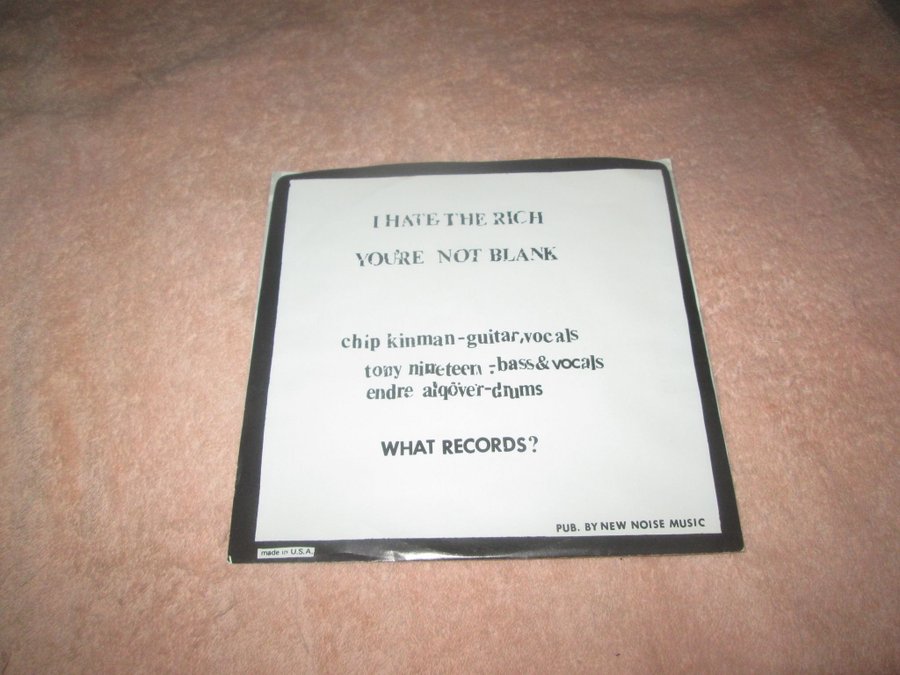 I HATE THE RICH
YOU'RE NOT BLANK
chip kinman-guitar,vocals
tony nineteen -bass&vocals
endre alqöver-drums
WHAT RECORDS?
PUB. BY NEW NOISE MUSIC
made in U.S.A.